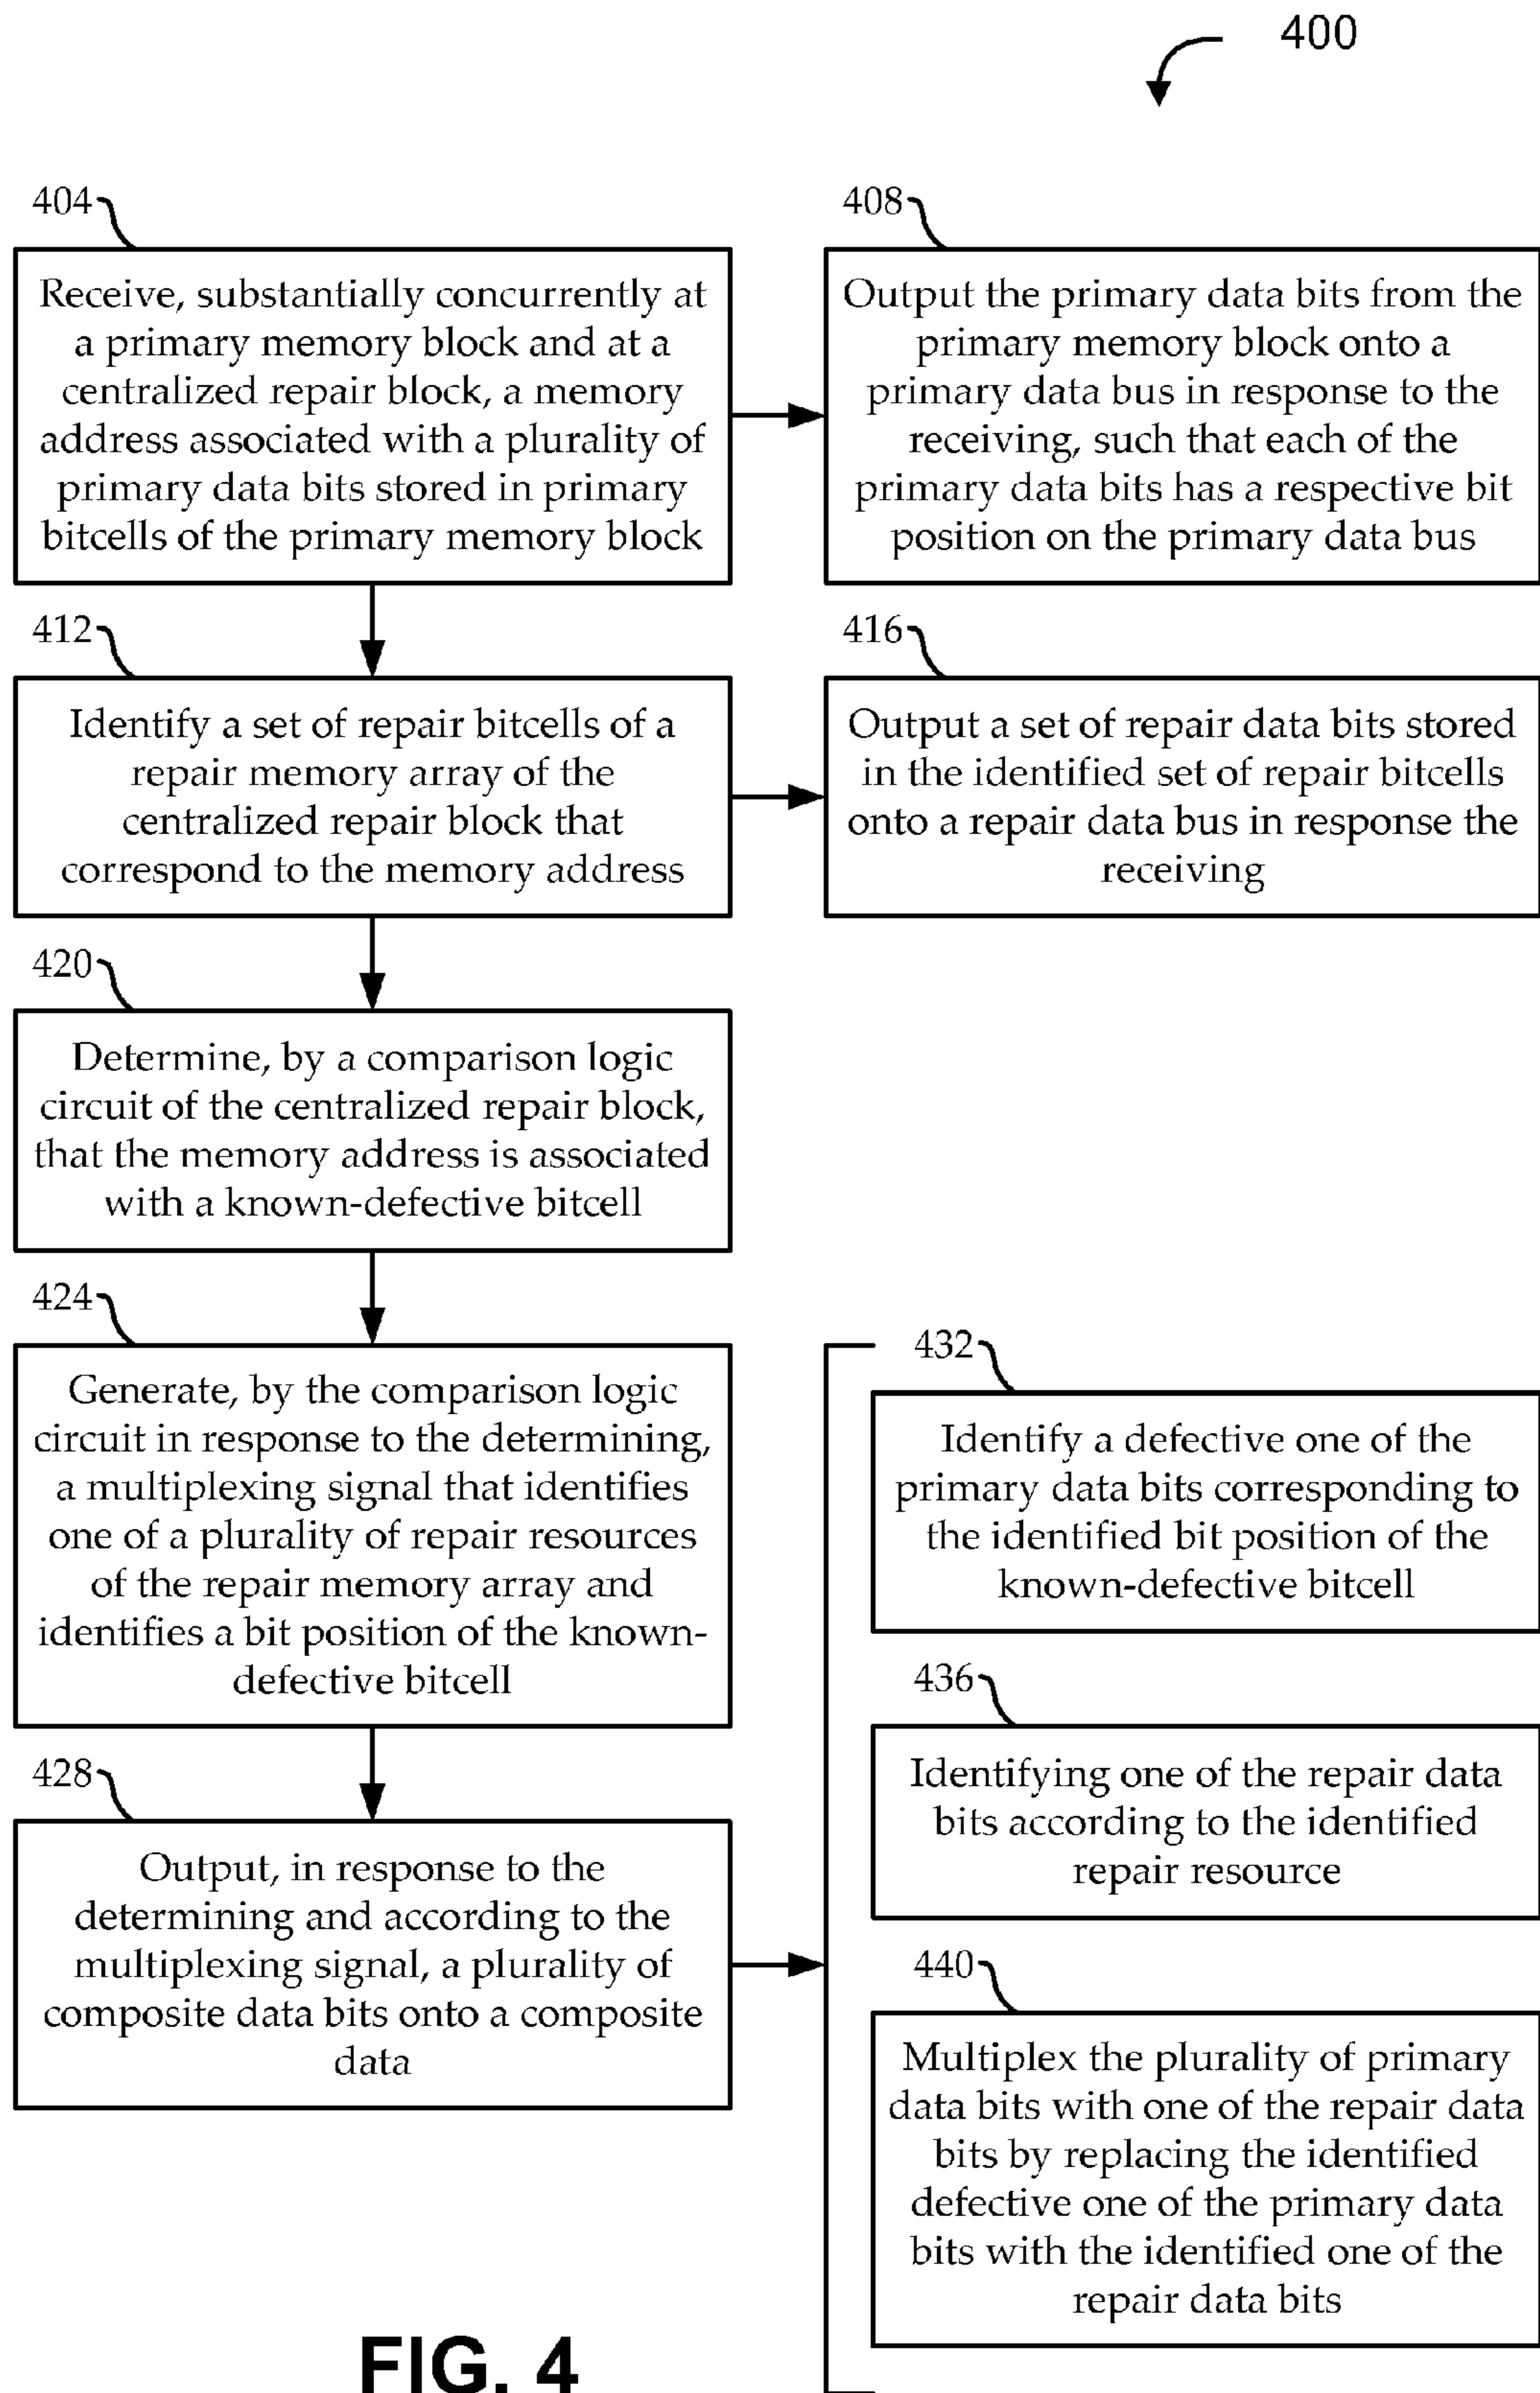 400
404
Receive, substantially concurrently at
a primary memory block and at a
centralized repair block, a memory
address associated with a plurality of
primary data bits stored in primary
bitcells of the primary memory block
408
Output the primary data bits from the
primary memory block onto a
primary data bus in response to the
receiving, such that each of the
primary data bits has a respective bit
position on the primary data bus
412
Identify a set of repair bitcells of a
repair memory array of the
centralized repair block that
correspond to the memory address
416
Output a set of repair data bits stored
in the identified set of repair bitcells
onto a repair data bus in response the
receiving
420
Determine, by a comparison logic
circuit of the centralized repair block,
that the memory address is associated
with a known-defective bitcell
424
Generate, by the comparison logic
circuit in response to the determining,
a multiplexing signal that identifies
one of a plurality of repair resources
of the repair memory array and
identifies a bit position of the known-
defective bitcell
428
Output, in response to the
determining and according to the
multiplexing signal, a plurality of
composite data bits onto a composite
data
432
Identify a defective one of the
primary data bits corresponding to
the identified bit position of the
known-defective bitcell
436
Identifying one of the repair data
bits according to the identified
repair resource
440
Multiplex the plurality of primary
data bits with one of the repair data
bits by replacing the identified
defective one of the primary data
bits with the identified one of the
repair data bits
FIG. 4